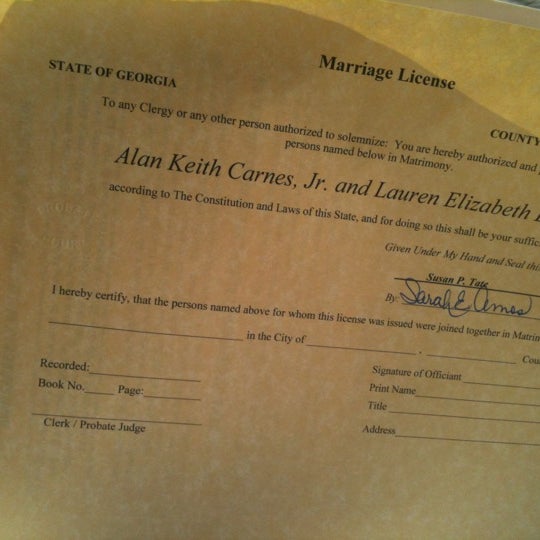 Marriage License
STATE OF GEORGIA
COUNTY
To any Clergy or any other person authorized to solemnize: You are hereby authorized and
persons named below in Matrimony.
Alan Keith Carnes, Jr. and Lauren Elizabeth
according to The Constitution and Laws of this State, and for doing so this shall be your
Given Under My Hand and Seal this
Susan P. Tate
By: Sarah E. Ames
I hereby certify, that the persons named above for whom this license was issued were joined together in
in the City of ,
Recorded:
Book No. Page:
Clerk / Probate Judge
Signature of Officiant
Print Name
Title
Address